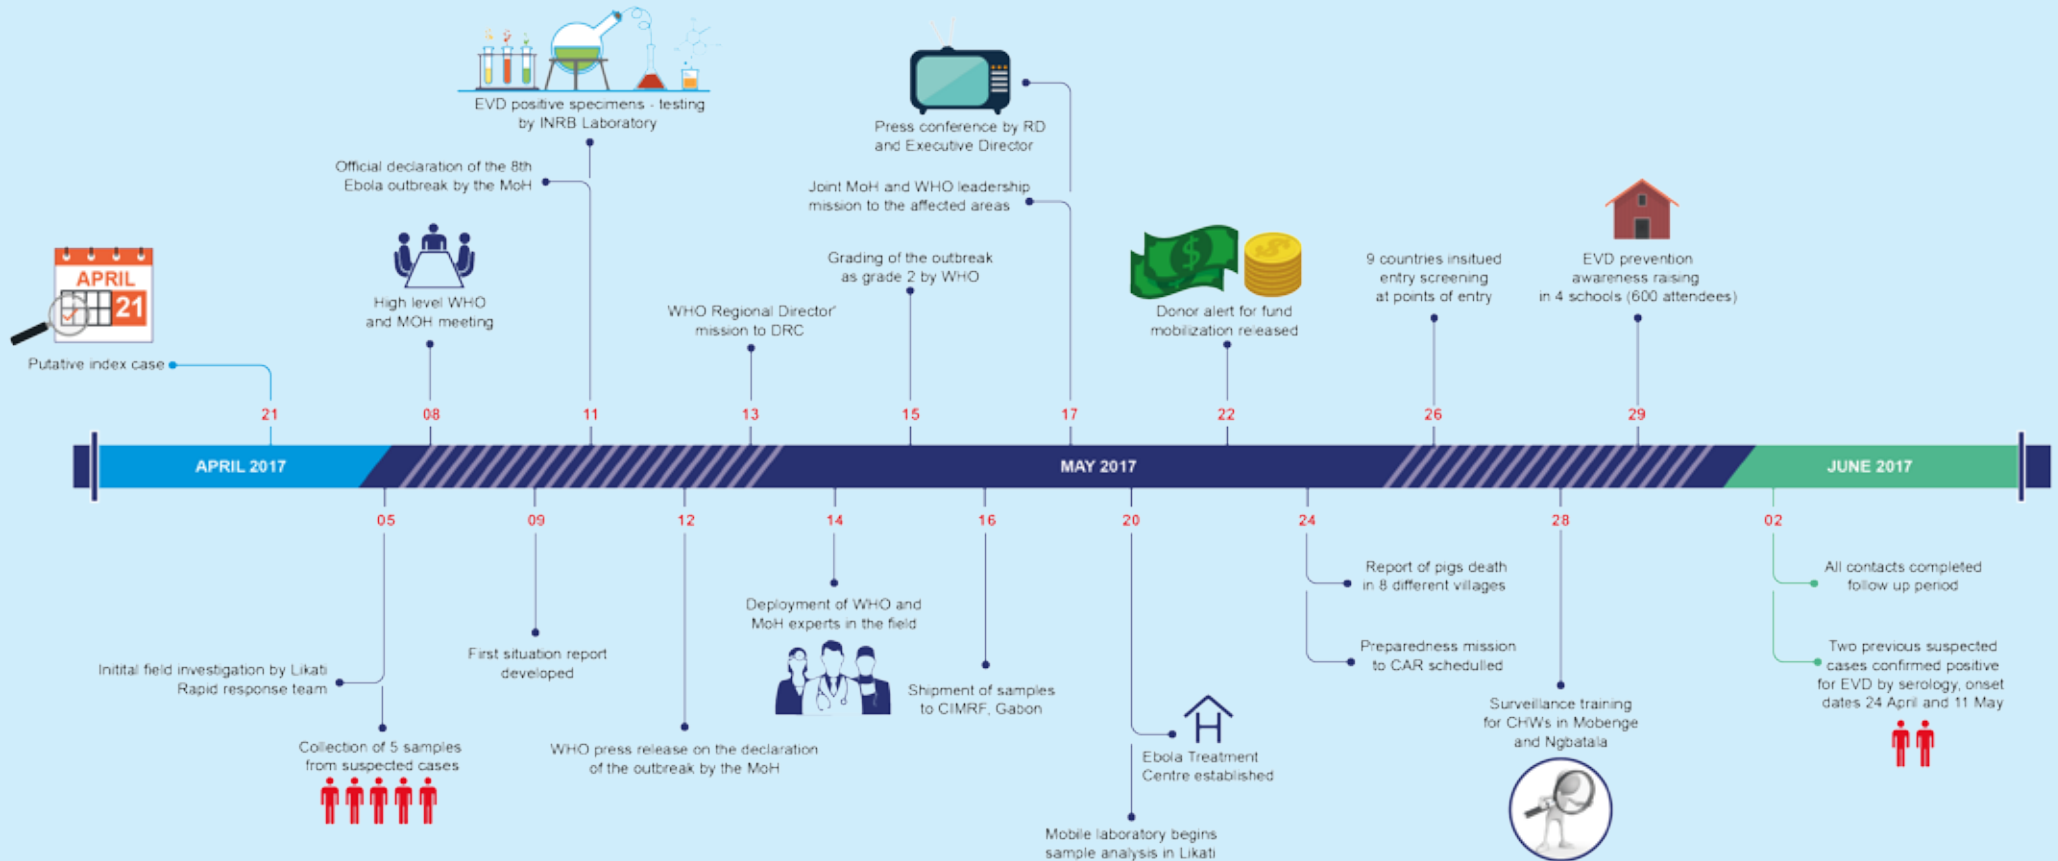 EVD positive specimens - testing
by INRB Laboratory
Official declaration of the 8th
Ebola outbreak by the MoH
Press conference by RD
and Executive Director
Joint MoH and WHO leadership
mission to the affected areas
APRIL
21
Putative index case
High level WHO
and MOH meeting
WHO Regional Director'
mission to DRC
Grading of the outbreak
as grade 2 by WHO
Donor alert for fund
mobilization released
9 countries insitued
entry screening
at points of entry
EVD prevention
awareness raising
in 4 schools (600 attendees)
21
08
11
13
15
17
22
26
29
APRIL 2017
MAY 2017
JUNE 2017
05
09
12
14
16
20
24
28
02
Initital field investigation by Likati
Rapid response team
Collection of 5 samples
from suspected cases
First situation report
developed
WHO press release on the declaration
of the outbreak by the MoH
Deployment of WHO and
MoH experts in the field
Shipment of samples
to CIMRF, Gabon
H
Ebola Treatment
Centre established
Mobile laboratory begins
sample analysis in Likati
Report of pigs death
in 8 different villages
Preparedness mission
to CAR schedulled
Surveillance training
for CHWs in Mobenge
and Ngbatala
All contacts completed
follow up period
Two previous suspected
cases confirmed positive
for EVD by serology, onset
dates 24 April and 11 May